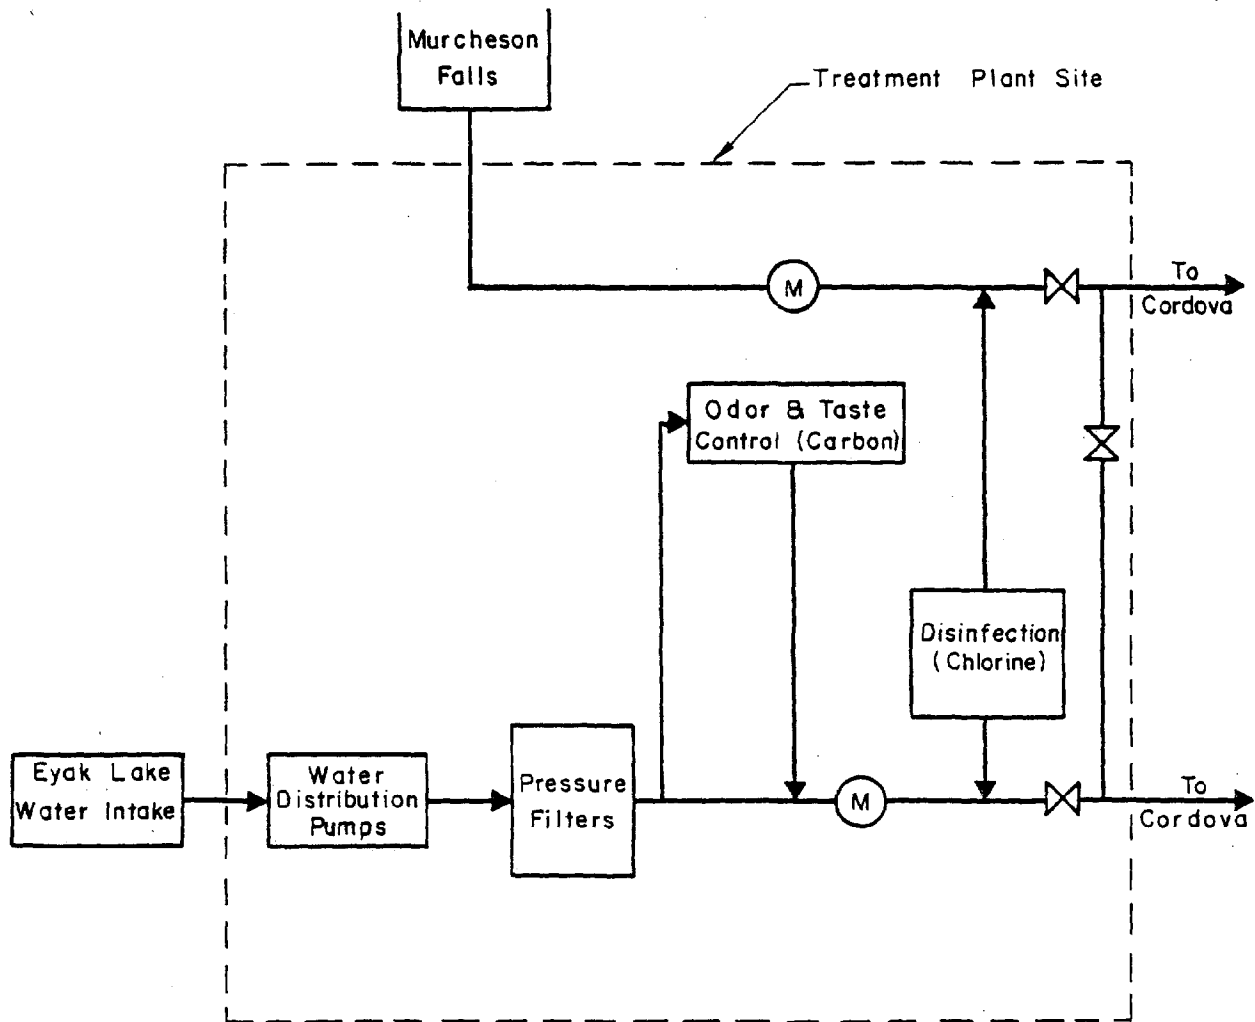 Murcheson
Falls
Treatment Plant Site
M
To
Cordova
Odor & Taste
Control (Carbon)
Disinfection
(Chlorine)
Eyak Lake
Water Intake
Water
Distribution
Pumps
Pressure
Filters
M
To
Cordova